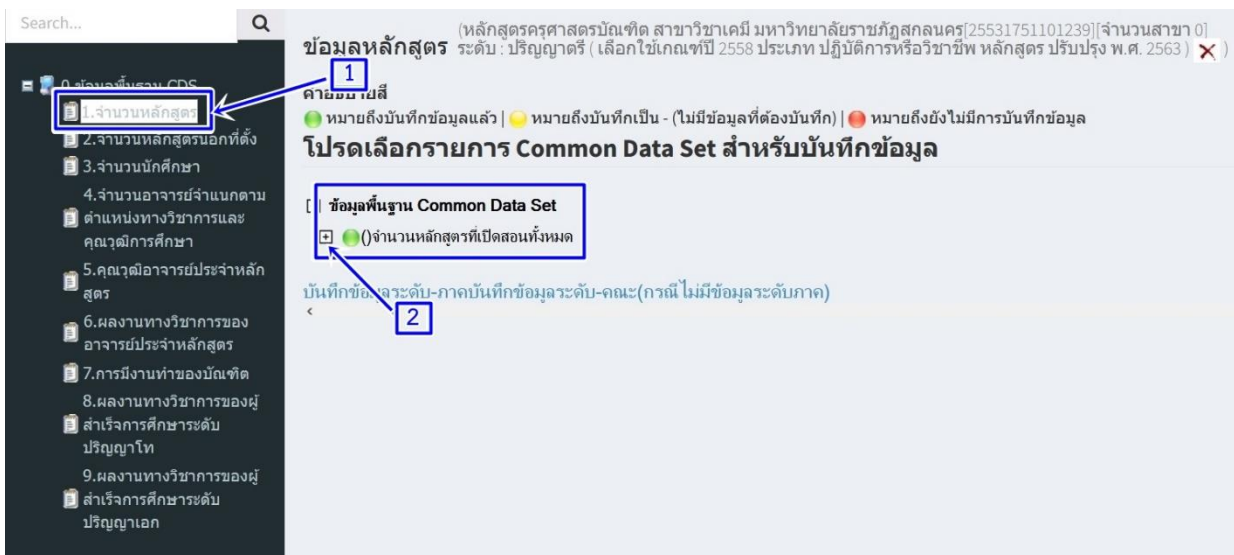 Search...
0.ข้อมูลพื้นฐาน CDS
1.จำนวนหลักสูตร
2.จำนวนหลักสูตรนอกที่ตั้ง
3.จำนวนนักศึกษา
4.จำนวนอาจารย์จำแนกตาม
ตำแหน่งทางวิชาการและ
คุณวุฒิการศึกษา
5.คุณวุฒิอาจารย์ประจำหลัก
สูตร
6.ผลงานทางวิชาการของ
อาจารย์ประจำหลักสูตร
7.การมีงานทำของบัณฑิต
8.ผลงานทางวิชาการของผู้
สำเร็จการศึกษาระดับ
ปริญญาโท
9.ผลงานทางวิชาการของผู้
สำเร็จการศึกษาระดับ
ปริญญาเอก
(หลักสูตรครุศาสตรบัณฑิต สาขาวิชาเคมี มหาวิทยาลัยราชภัฏสกลนคร[25531751101239][จำนวนสาขา 0]
ข้อมูลหลักสูตร ระดับ : ปริญญาตรี ( เลือกใช้เกณฑ์ปี 2558 ประเภท ปฏิบัติการหรือวิชาชีพ หลักสูตร ปรับปรุง พ.ศ. 2563 ) )
1
คำอธิบายสี
หมายถึงบันทึกข้อมูลแล้ว | หมายถึงบันทึกเป็น - (ไม่มีข้อมูลที่ต้องบันทึก) | หมายถึงยังไม่มีการบันทึกข้อมูล
โปรดเลือกรายการ Common Data Set สำหรับบันทึกข้อมูล
ข้อมูลพื้นฐาน Common Data Set
()จำนวนหลักสูตรที่เปิดสอนทั้งหมด
บันทึกข้อมูลระดับ-ภาคบันทึกข้อมูลระดับ-คณะ(กรณีไม่มีข้อมูลระดับภาค)
2